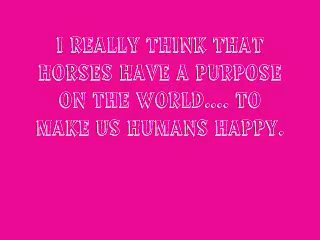 I REALLY THINK THAT
HORSES HAVE A PURPOSE
ON THE WORLD.... TO
MAKE US HUMANS HAPPY.